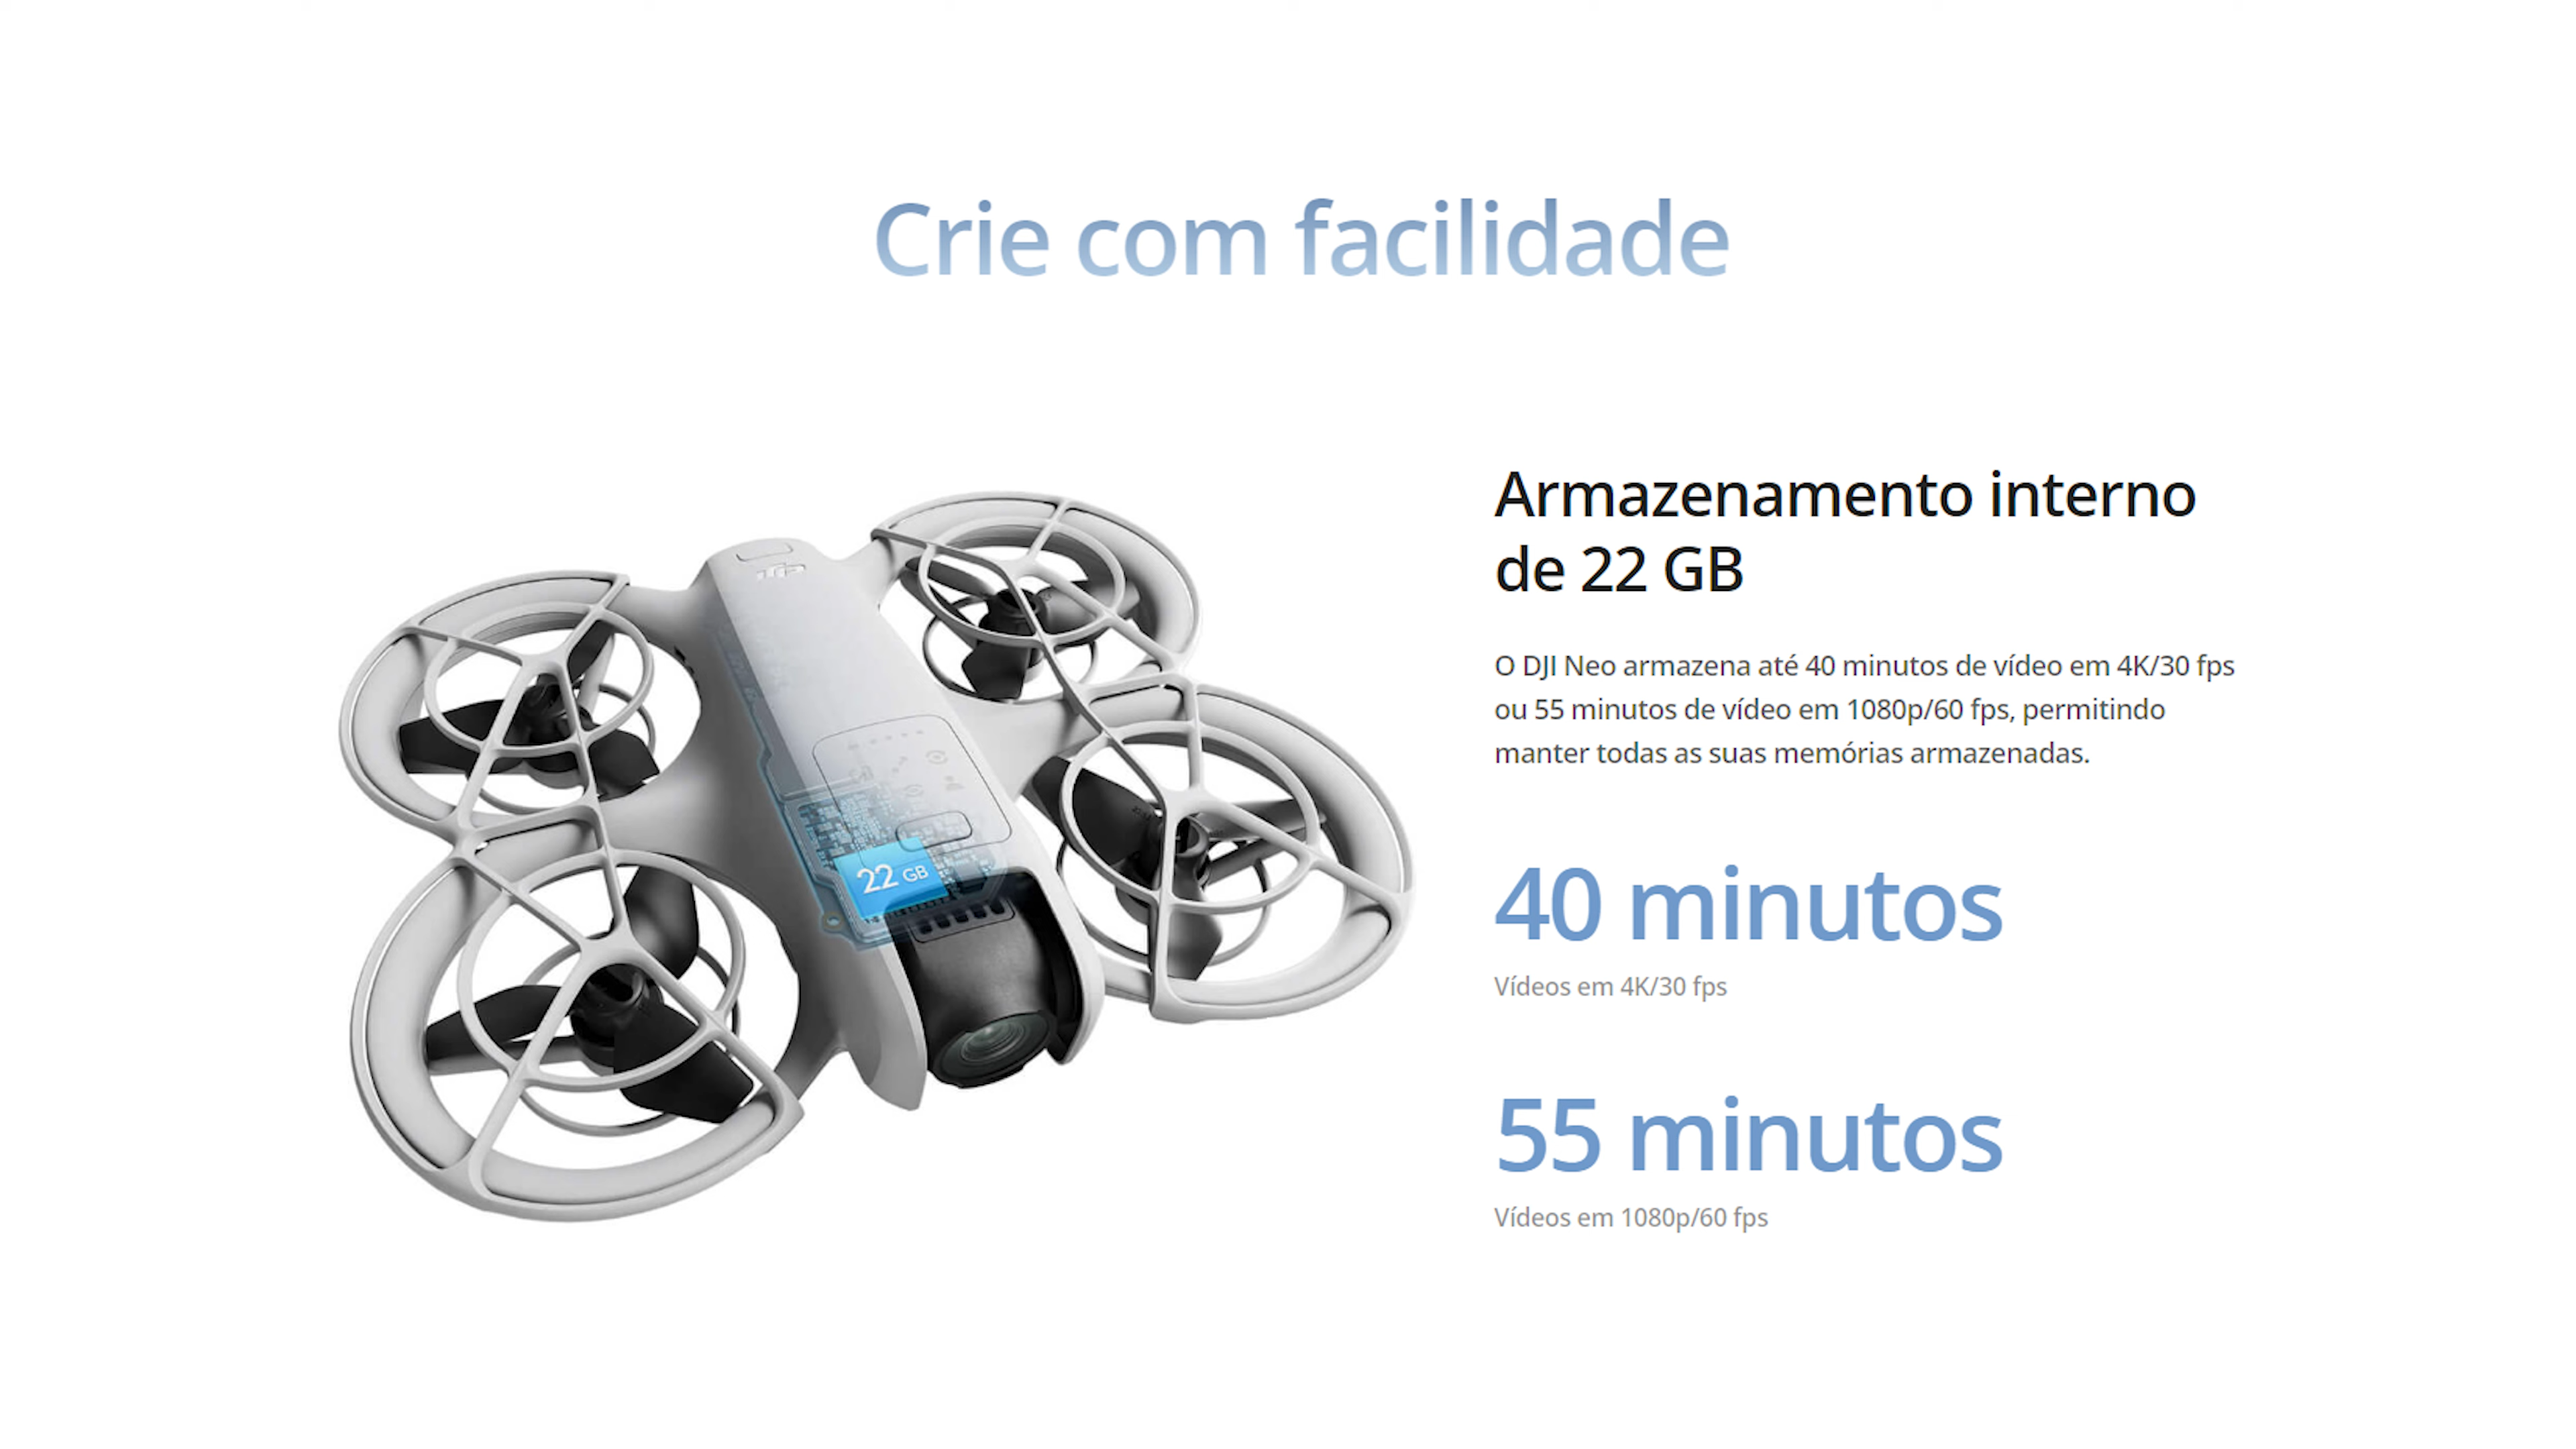 Crie com facilidade
Armazenamento interno
de 22 GB
O DJI Neo armazena até 40 minutos de vídeo em 4K/30 fps
ou 55 minutos de vídeo em 1080p/60 fps, permitindo
manter todas as suas memórias armazenadas.
40 minutos
Vídeos em 4K/30 fps
55 minutos
Vídeos em 1080p/60 fps
dji
22 GB